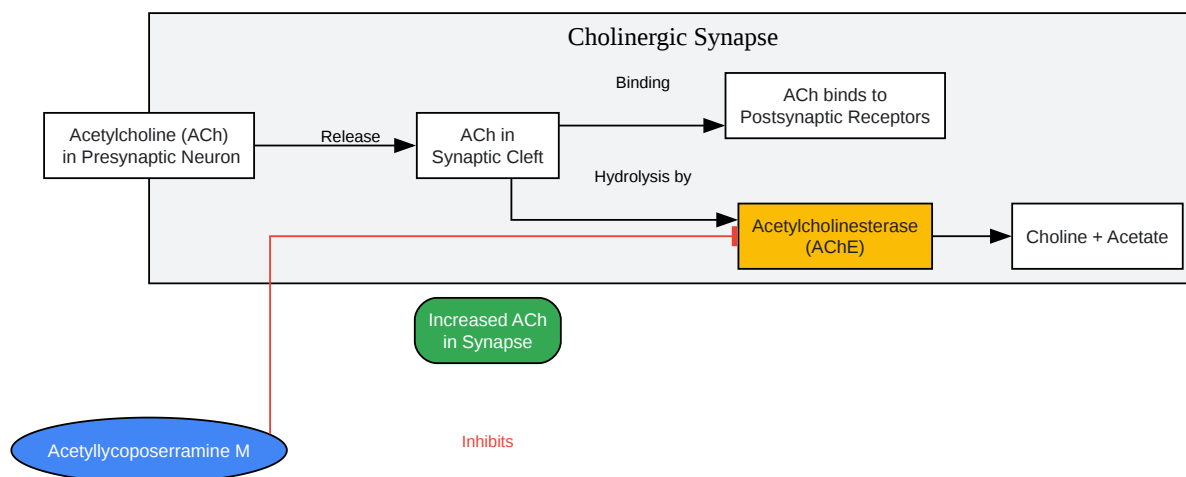 Cholinergic Synapse
Binding
ACh binds to
Postsynaptic Receptors
Acetylcholine (ACh)
in Presynaptic Neuron
Release
ACh in
Synaptic Cleft
Hydrolysis by
Acetylcholinesterase
(AChE)
Choline + Acetate
Increased ACh
in Synapse
Acetyllycoposerramine M
Inhibits